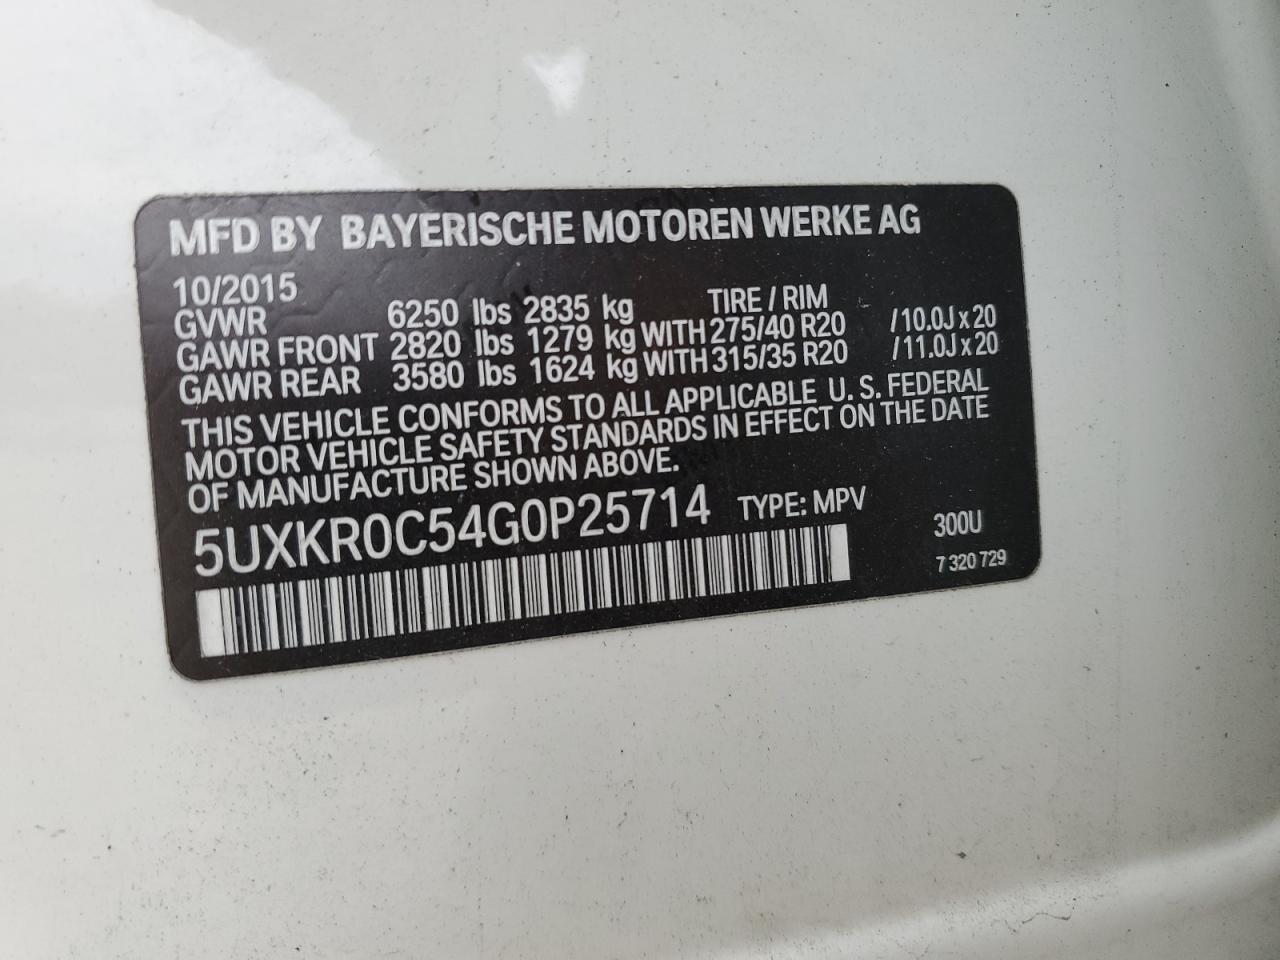 MFD BY BAYERISCHE MOTOREN WERKE AG
10/2015 TIRE / RIM
GVWR 6250 lbs 2835 kg
GAWR FRONT 2820 lbs 1279 kg WITH 275/40 R20 /10.0J x 20
GAWR REAR 3580 lbs 1624 kg WITH 315/35 R20 /11.0J x 20
THIS VEHICLE CONFORMS TO ALL APPLICABLE U. S. FEDERAL
MOTOR VEHICLE SAFETY STANDARDS IN EFFECT ON THE DATE
OF MANUFACTURE SHOWN ABOVE.
5UXKR0C54G0P25714 TYPE: MPV 300U
7 320 729